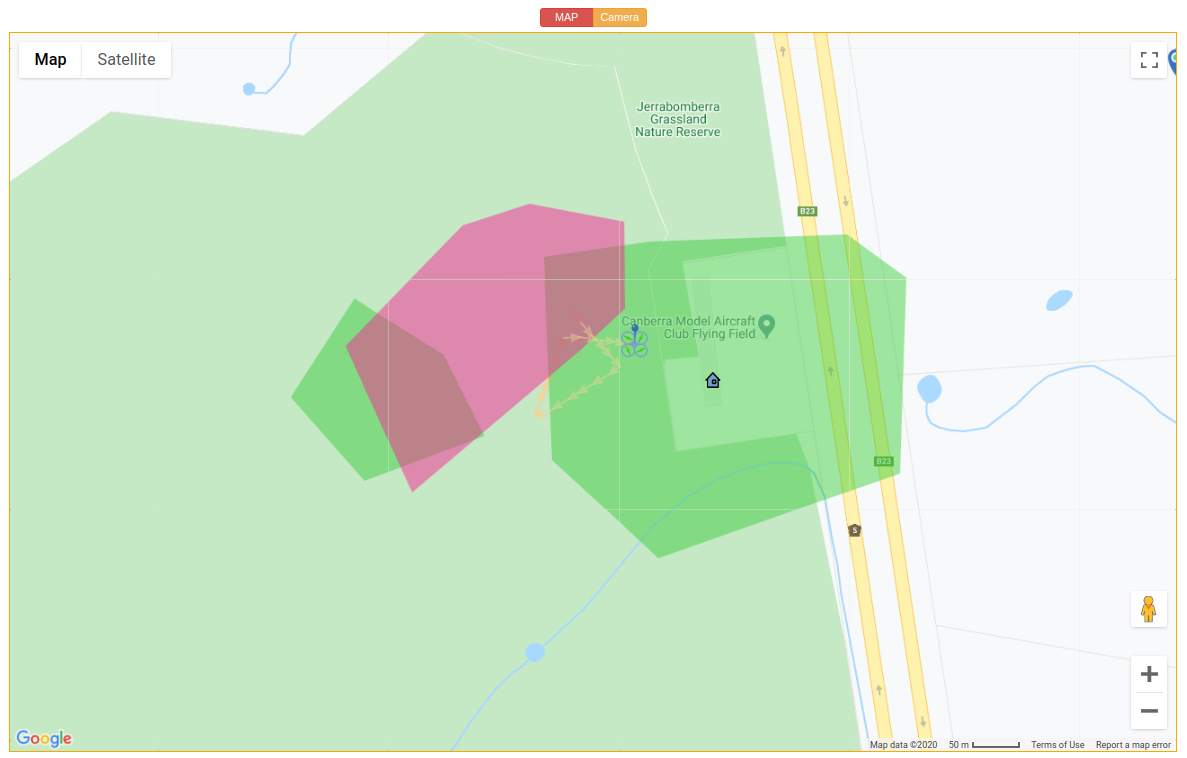 MAP Camera
Map Satellite
Jerrabomberra
Grassland
Nature Reserve
B23
Canberra Model Aircraft
Club Flying Field
B23
5
Google
Map data ©2020 50 m Terms of Use Report a map error